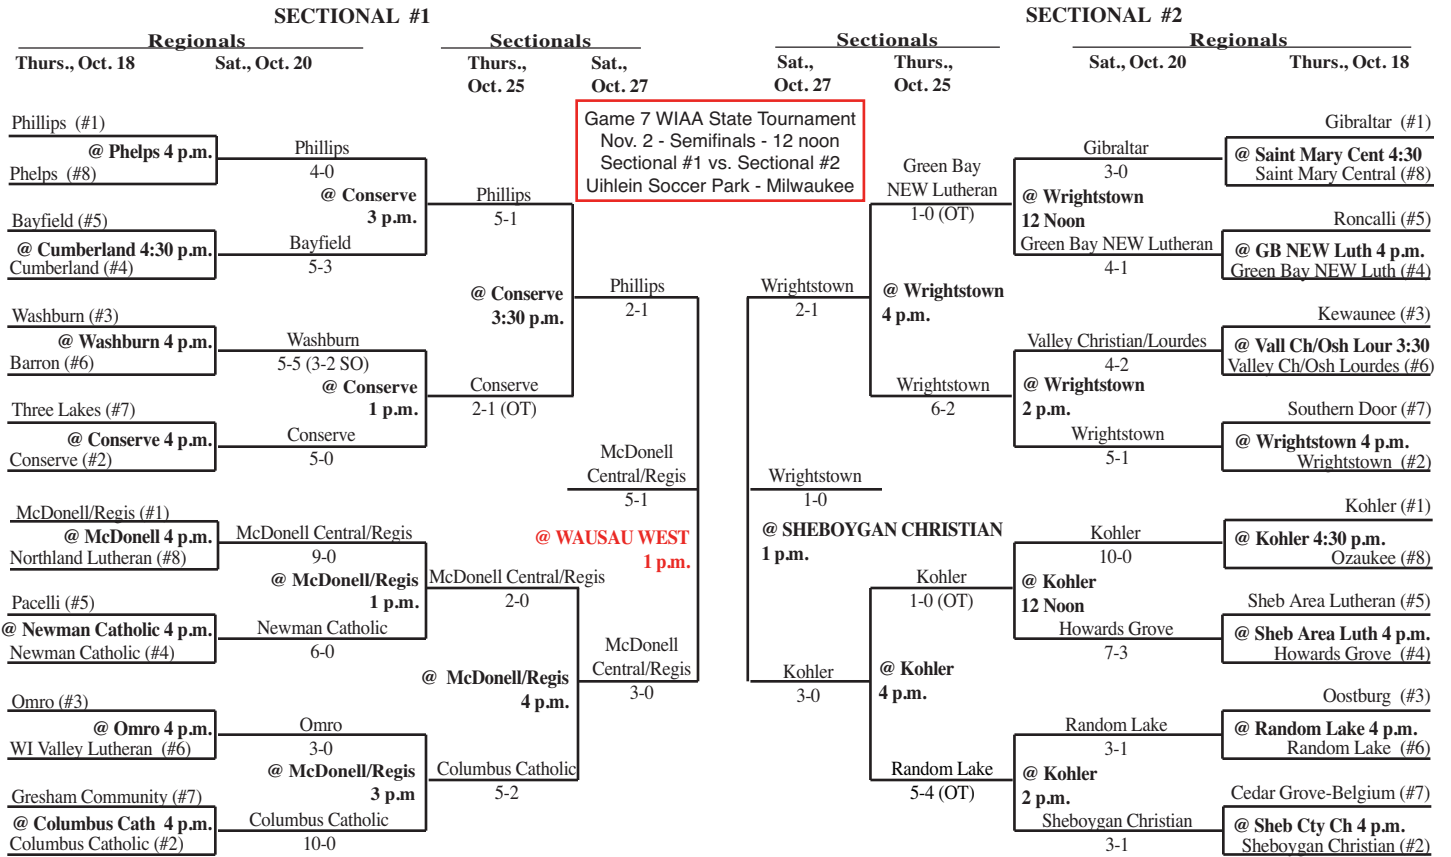 SECTIONAL #1
Regionals
Sectionals
Thurs., Oct. 18
Sat., Oct. 20
Thurs.,
Oct. 25
Sat.,
Oct. 27
Phillips (#1)
@ Phelps 4 p.m.
Phelps (#8)
Phillips
4-0
@ Conserve
3 p.m.
Bayfield (#5)
@ Cumberland 4:30 p.m.
Cumberland (#4)
Bayfield
5-3
Phillips
5-1
@ Conserve
3:30 p.m.
Washburn (#3)
@ Washburn 4 p.m.
Barron (#6)
Washburn
5-5 (3-2 SO)
@ Conserve
1 p.m.
Three Lakes (#7)
@ Conserve 4 p.m.
Conserve (#2)
Conserve
5-0
Conserve
2-1 (OT)
Phillips
2-1
McDonell
Central/Regis
5-1
@ WAUSAU WEST
1 p.m.
McDonell/Regis (#1)
@ McDonell 4 p.m.
Northland Lutheran (#8)
McDonell Central/Regis
9-0
@ McDonell/Regis
1 p.m.
Pacelli (#5)
@ Newman Catholic 4 p.m.
Newman Catholic (#4)
Newman Catholic
6-0
McDonell Central/Regis
2-0
@ McDonell/Regis
4 p.m.
McDonell
Central/Regis
3-0
Omro (#3)
@ Omro 4 p.m.
WI Valley Lutheran (#6)
Omro
3-0
@ McDonell/Regis
3 p.m
Gresham Community (#7)
@ Columbus Cath 4 p.m.
Columbus Catholic (#2)
Columbus Catholic
10-0
Columbus Catholic
5-2
Game 7 WIAA State Tournament
Nov. 2 - Semifinals - 12 noon
Sectional #1 vs. Sectional #2
Uihlein Soccer Park - Milwaukee
SECTIONAL #2
Sectionals
Regionals
Sat.,
Oct. 27
Thurs.,
Oct. 25
Sat., Oct. 20
Thurs., Oct. 18
Gibraltar (#1)
@ Saint Mary Cent 4:30
Saint Mary Central (#8)
Gibraltar
3-0
@ Wrightstown
12 Noon
Roncalli (#5)
@ GB NEW Luth 4 p.m.
Green Bay NEW Luth (#4)
Green Bay NEW Lutheran
4-1
Green Bay
NEW Lutheran
1-0 (OT)
@ Wrightstown
4 p.m.
Wrightstown
2-1
Kewaunee (#3)
@ Vall Ch/Osh Lour 3:30
Valley Ch/Osh Lourdes (#6)
Valley Christian/Lourdes
4-2
@ Wrightstown
2 p.m.
Southern Door (#7)
@ Wrightstown 4 p.m.
Wrightstown (#2)
Wrightstown
5-1
Wrightstown
6-2
Wrightstown
1-0
@ SHEBOYGAN CHRISTIAN
1 p.m.
Kohler (#1)
@ Kohler 4:30 p.m.
Ozaukee (#8)
Kohler
10-0
@ Kohler
12 Noon
Sheb Area Lutheran (#5)
@ Sheb Area Luth 4 p.m.
Howards Grove (#4)
Howards Grove
7-3
Kohler
1-0 (OT)
@ Kohler
4 p.m.
Kohler
3-0
Oostburg (#3)
@ Random Lake 4 p.m.
Random Lake (#6)
Random Lake
3-1
@ Kohler
2 p.m.
Random Lake
5-4 (OT)
Cedar Grove-Belgium (#7)
@ Sheb Cty Ch 4 p.m.
Sheboygan Christian (#2)
Sheboygan Christian
3-1